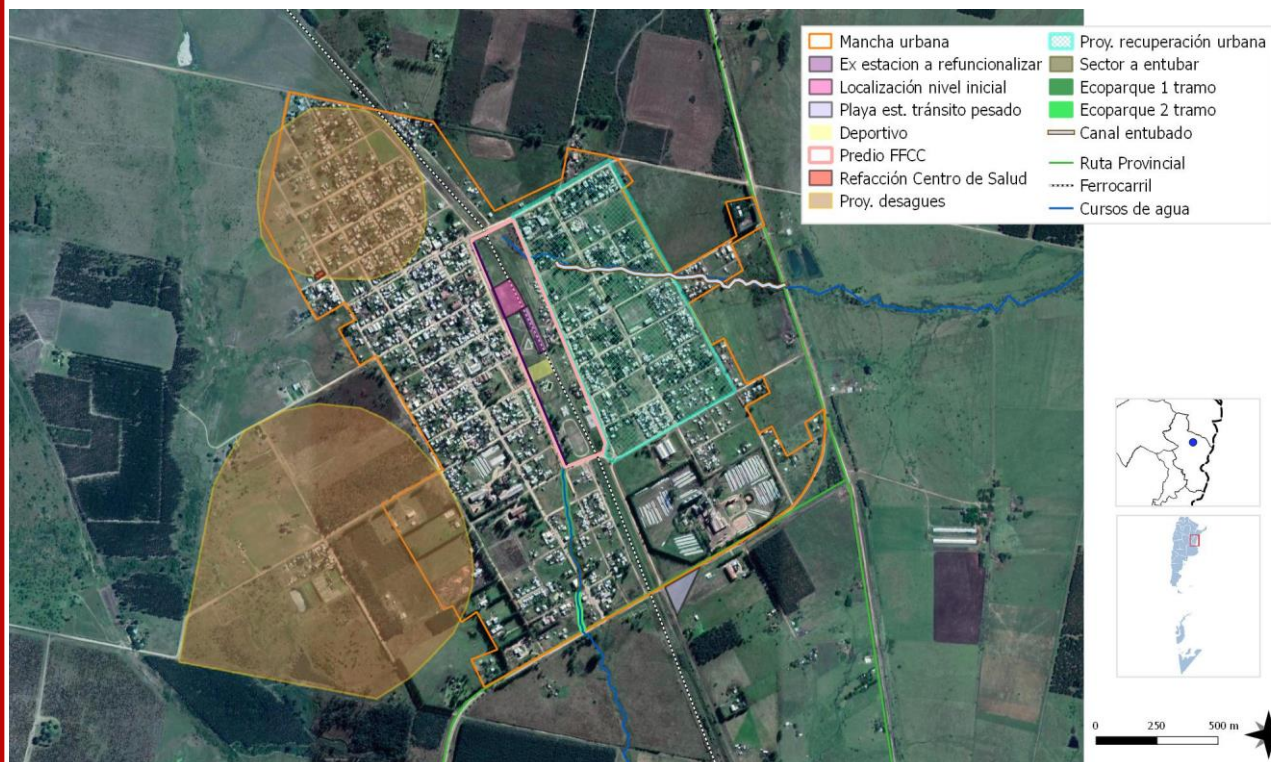 Mancha urbana
Ex estacion a refuncionalizar
Localización nivel inicial
Playa est. tránsito pesado
Deportivo
Predio FFCC
Refacción Centro de Salud
Proy. desagues
Proy. recuperación urbana
Sector a entubar
Ecoparque 1 tramo
Ecoparque 2 tramo
Canal entubado
Ruta Provincial
Ferrocarril
Cursos de agua
0 250 500 m